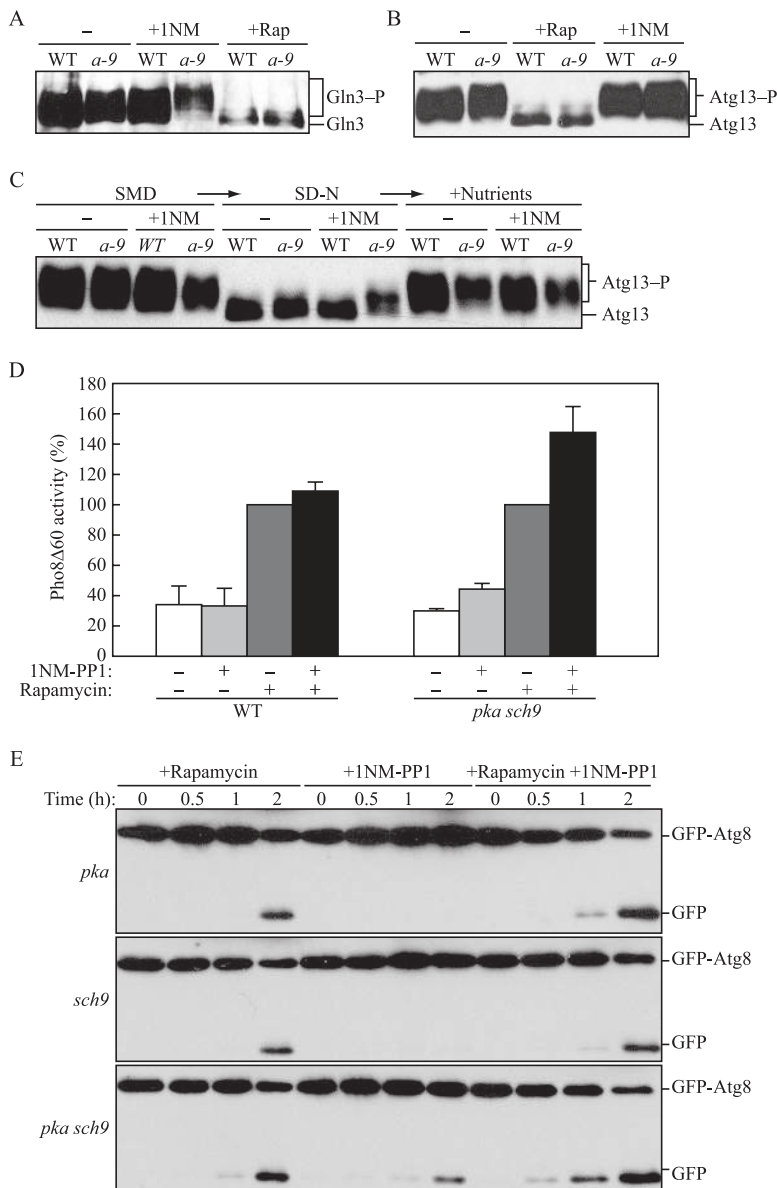 A
– +1NM +Rap
WT a-9 WT a-9 WT a-9
Gln3–P
Gln3
B
– +Rap +1NM
WT a-9 WT a-9 WT a-9
Atg13–P
Atg13
C
SMD SD-N +Nutrients
– +1NM – +1NM – +1NM
WT a-9 WT a-9 WT a-9 WT a-9 WT a-9 WT a-9
Atg13–P
Atg13
D
Pho8Δ60 activity (%)
180
160
140
120
100
80
60
40
20
0
1NM-PP1: – + – + – + – +
Rapamycin: – – + + – – + +
WT pka sch9
E
+Rapamycin +1NM-PP1 +Rapamycin +1NM-PP1
Time (h): 0 0.5 1 2 0 0.5 1 2 0 0.5 1 2
GFP-Atg8
pka
GFP
GFP-Atg8
sch9
GFP
GFP-Atg8
pka sch9
GFP